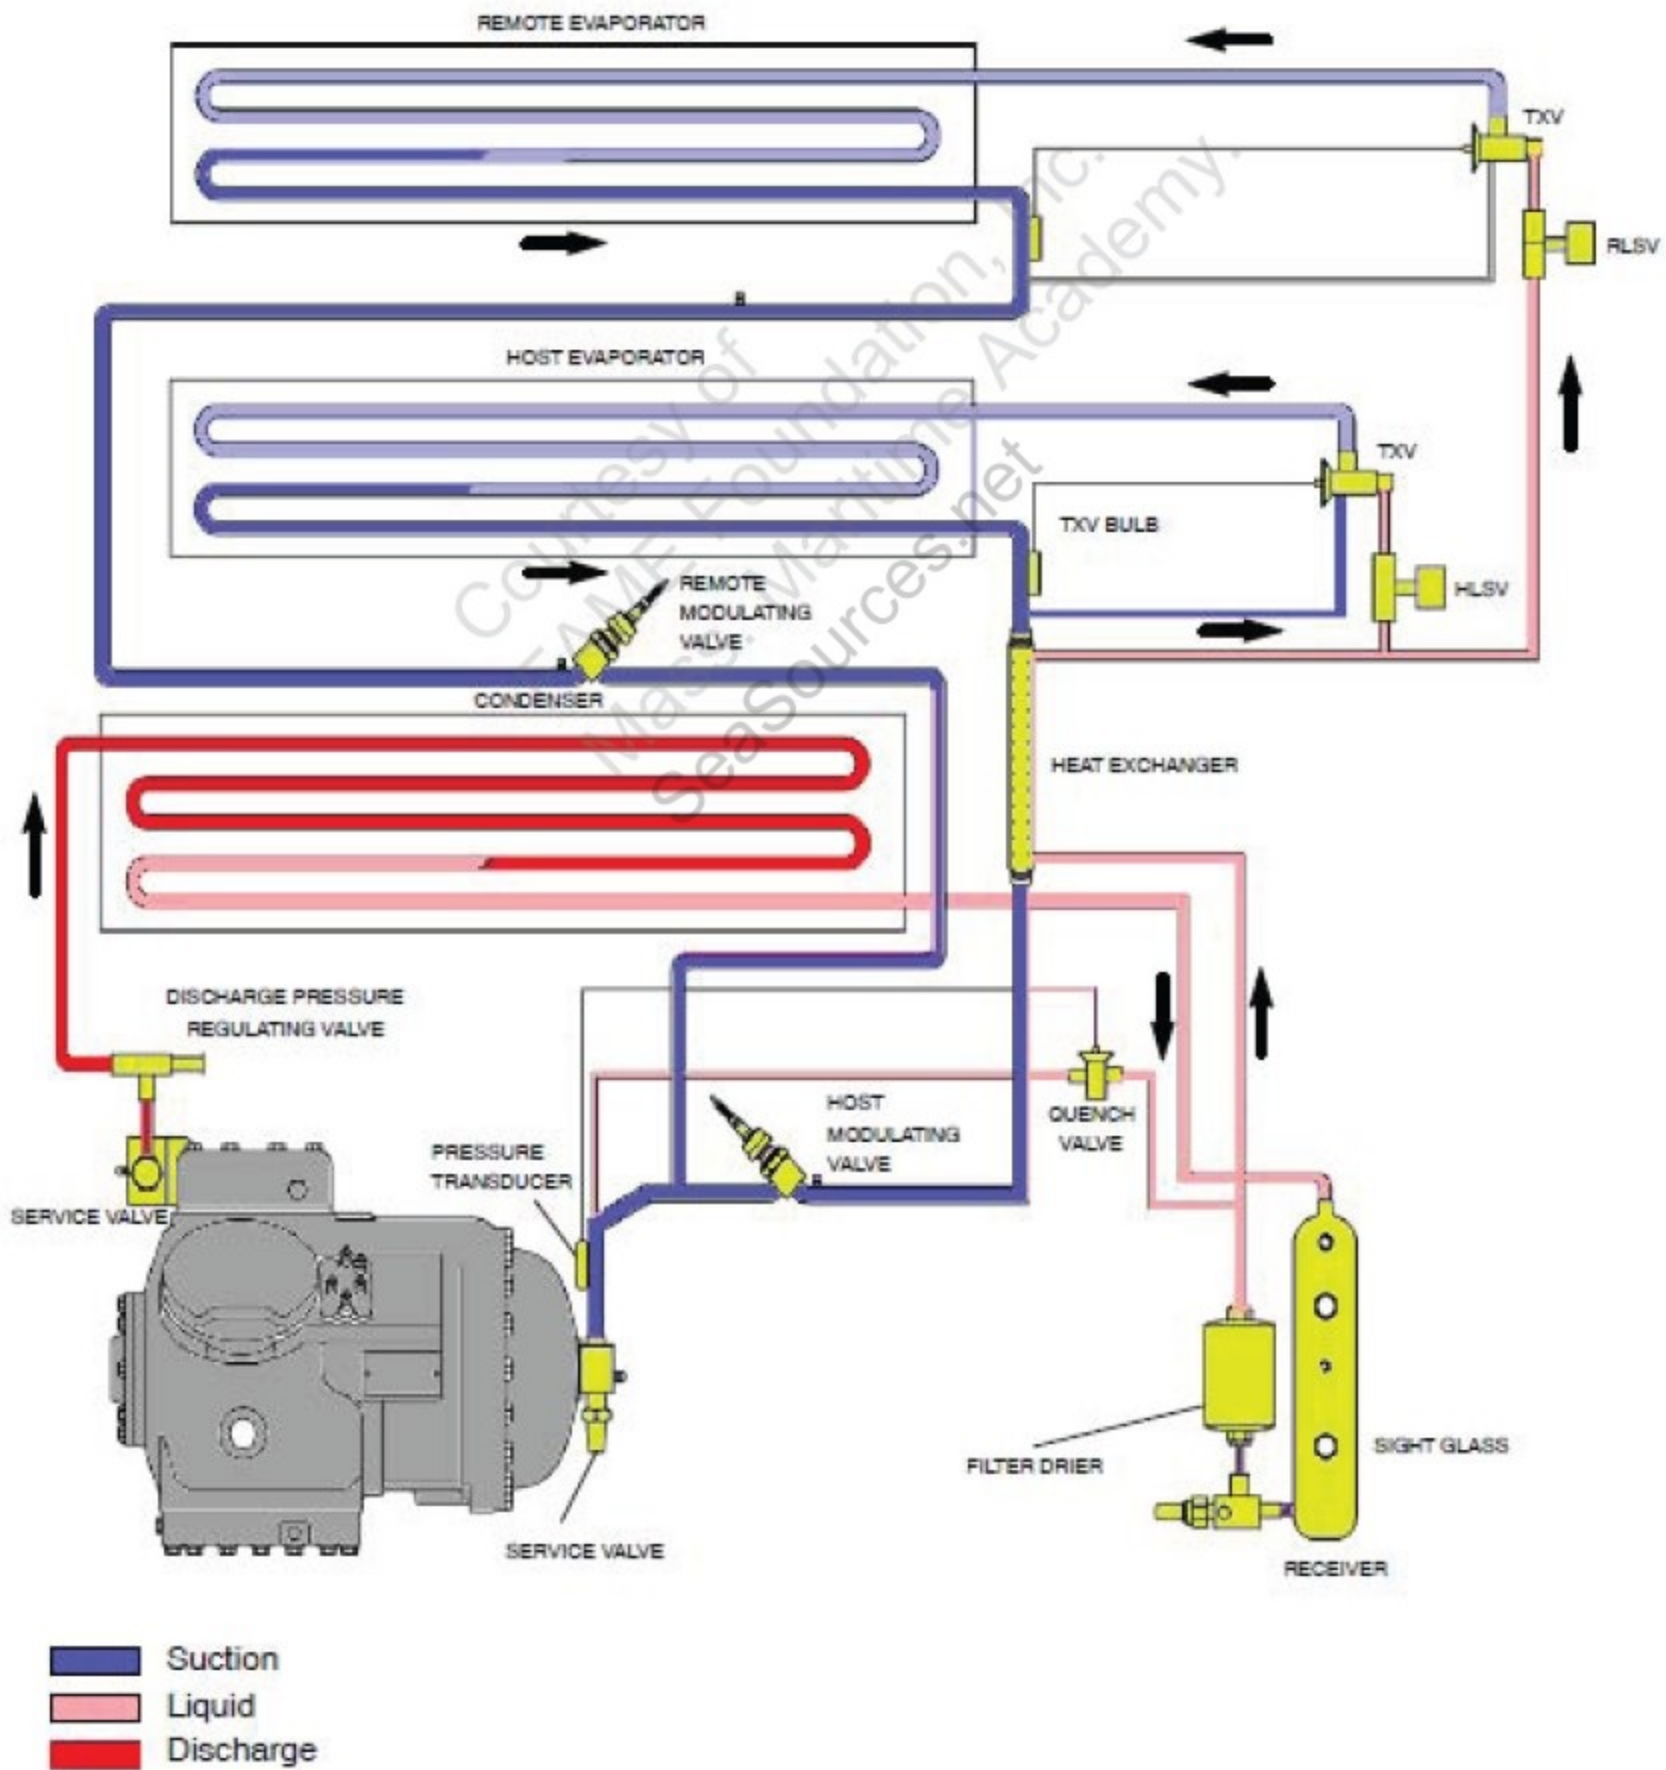 REMOTE EVAPORATOR
TXV
RLSV
HOST EVAPORATOR
TXV
TXV BULB
HLSV
REMOTE
MODULATING
VALVE
CONDENSER
HEAT EXCHANGER
DISCHARGE PRESSURE
REGULATING VALVE
HOST
MODULATING
VALVE
QUENCH
VALVE
PRESSURE
TRANSDUCER
SERVICE VALVE
SIGHT GLASS
FILTER DRIER
SERVICE VALVE
RECEIVER
Suction
Liquid
Discharge
Courtesy of
FAME Foundation, Inc.
Mass. Maritime Academy.
SeaSources.net